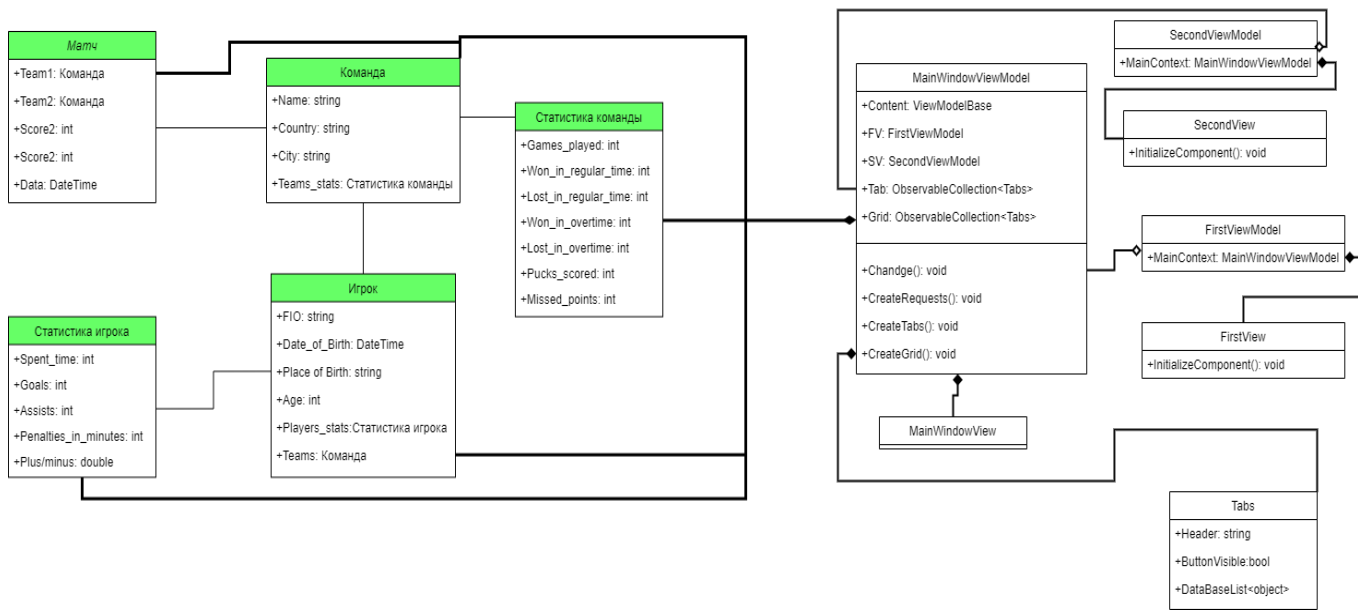 Матч
+Team1: Команда
+Team2: Команда
+Score2: int
+Score2: int
+Data: DateTime
Команда
+Name: string
+Country: string
+City: string
+Teams_stats: Статистика команды
Статистика команды
+Games_played: int
+Won_in_regular_time: int
+Lost_in_regular_time: int
+Won_in_overtime: int
+Lost_in_overtime: int
+Pucks_scored: int
+Missed_points: int
Статистика игрока
+Spent_time: int
+Goals: int
+Assists: int
+Penalties_in_minutes: int
+Plus/minus: double
Игрок
+FIO: string
+Date_of_Birth: DateTime
+Place of Birth: string
+Age: int
+Players_stats:Статистика игрока
+Teams: Команда
MainWindowViewModel
+Content: ViewModelBase
+FV: FirstViewModel
+SV: SecondViewModel
+Tab: ObservableCollection<Tabs>
+Grid: ObservableCollection<Tabs>
+Chandge(): void
+CreateRequests(): void
+CreateTabs(): void
+CreateGrid(): void
MainWindowView
SecondViewModel
+MainContext: MainWindowViewModel
SecondView
+InitializeComponent(): void
FirstViewModel
+MainContext: MainWindowViewModel
FirstView
+InitializeComponent(): void
Tabs
+Header: string
+ButtonVisible:bool
+DataBaseList<object>